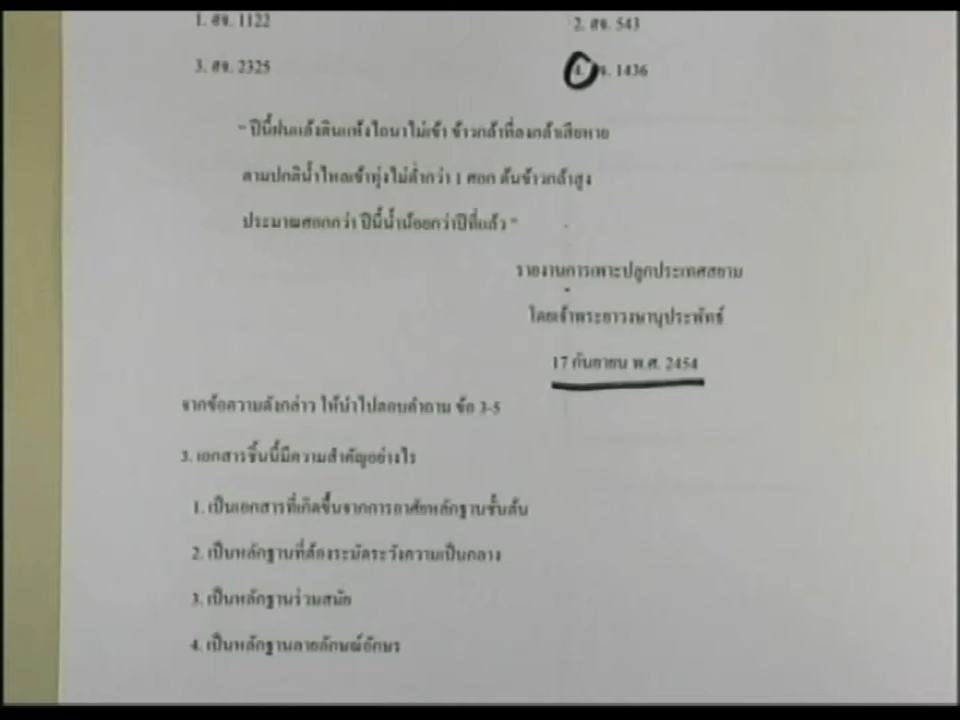 1. สจ. 1122
2. สจ. 543
3. สจ. 2325
4. จ. 1436
" ปีนี้ฝนแล้งดินแห้งไถนาไม่เข้า ข้าวกล้าที่ลงกล้าเสียหาย
ตามปกติน้ำไหลเข้าทุ่งไม่ต่ำกว่า 1 ศอก ต้นข้าวกล้าสูง
ประมาณศอกกว่า ปีนี้น้ำน้อยกว่าปีที่แล้ว "
รายงานการเพาะปลูกประเทศสยาม
โดยเจ้าพระยาวงษานุประพัทธ์
17 กันยายน พ.ศ. 2454
จากข้อความดังกล่าว ให้นำไปตอบคำถาม ข้อ 3-5
3. เอกสารชิ้นนี้มีความสำคัญอย่างไร
1. เป็นเอกสารที่เกิดขึ้นจากการอาศัยหลักฐานชั้นต้น
2. เป็นหลักฐานที่ต้องระมัดระวังความเป็นกลาง
3. เป็นหลักฐานร่วมสมัย
4. เป็นหลักฐานลายลักษณ์อักษร